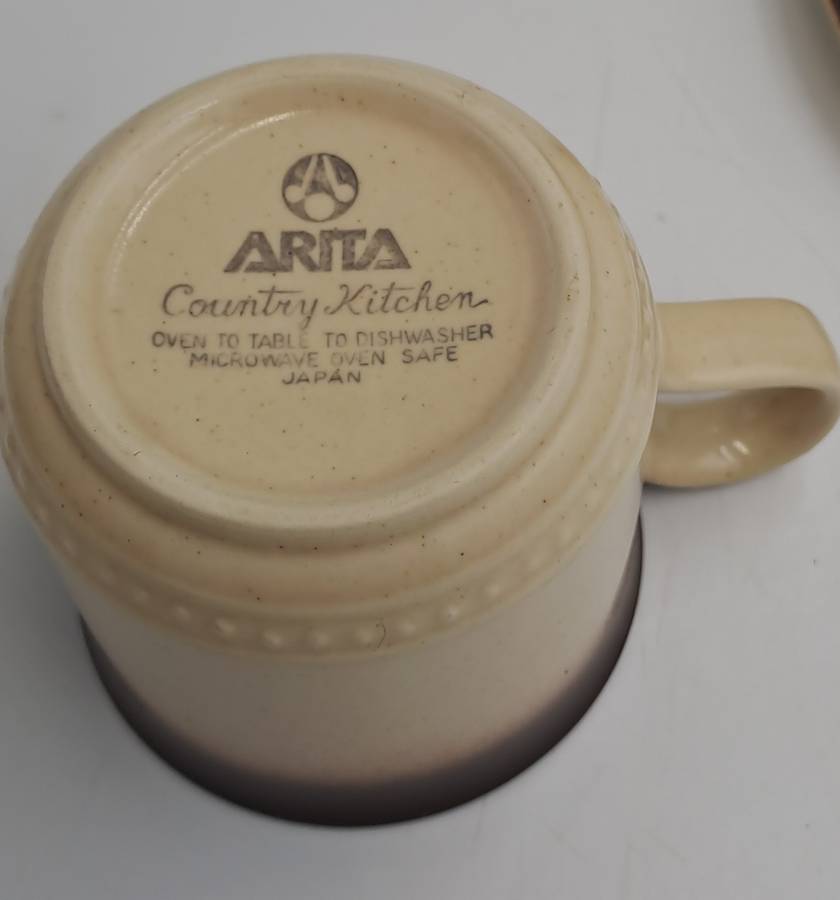 ARITA
Country Kitchen
OVEN TO TABLE TO DISHWASHER
MICROWAVE OVEN SAFE
JAPAN